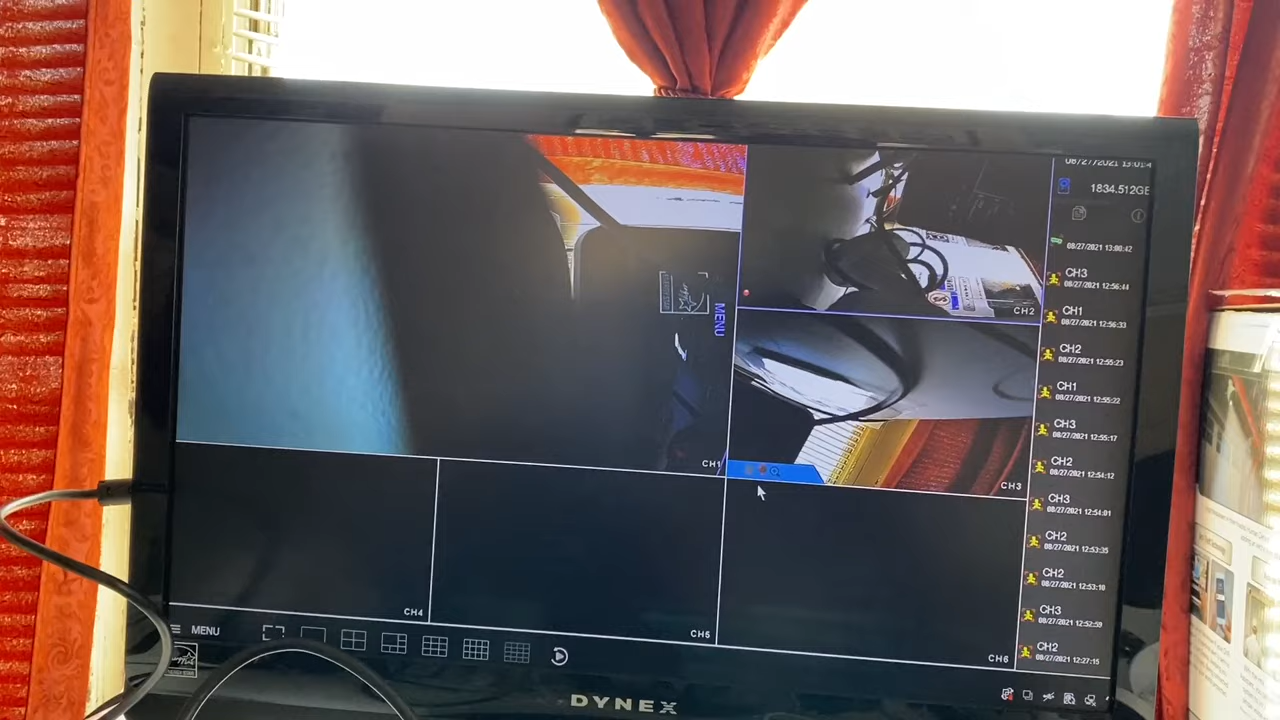 08/27/2021 13:01:4
1834.512GB
08/27/2021 13:00:42
CH3
08/27/2021 12:56:44
CH1
08/27/2021 12:56:33
CH2
08/27/2021 12:55:23
CH1
08/27/2021 12:55:22
CH3
08/27/2021 12:55:17
CH2
08/27/2021 12:54:12
CH3
08/27/2021 12:54:01
CH2
08/27/2021 12:53:35
CH2
08/27/2021 12:53:10
CH3
08/27/2021 12:52:59
CH2
08/27/2021 12:27:15
MENU
CH2
CH1
CH3
CH4
CH5
CH6
MENU
DYNEX